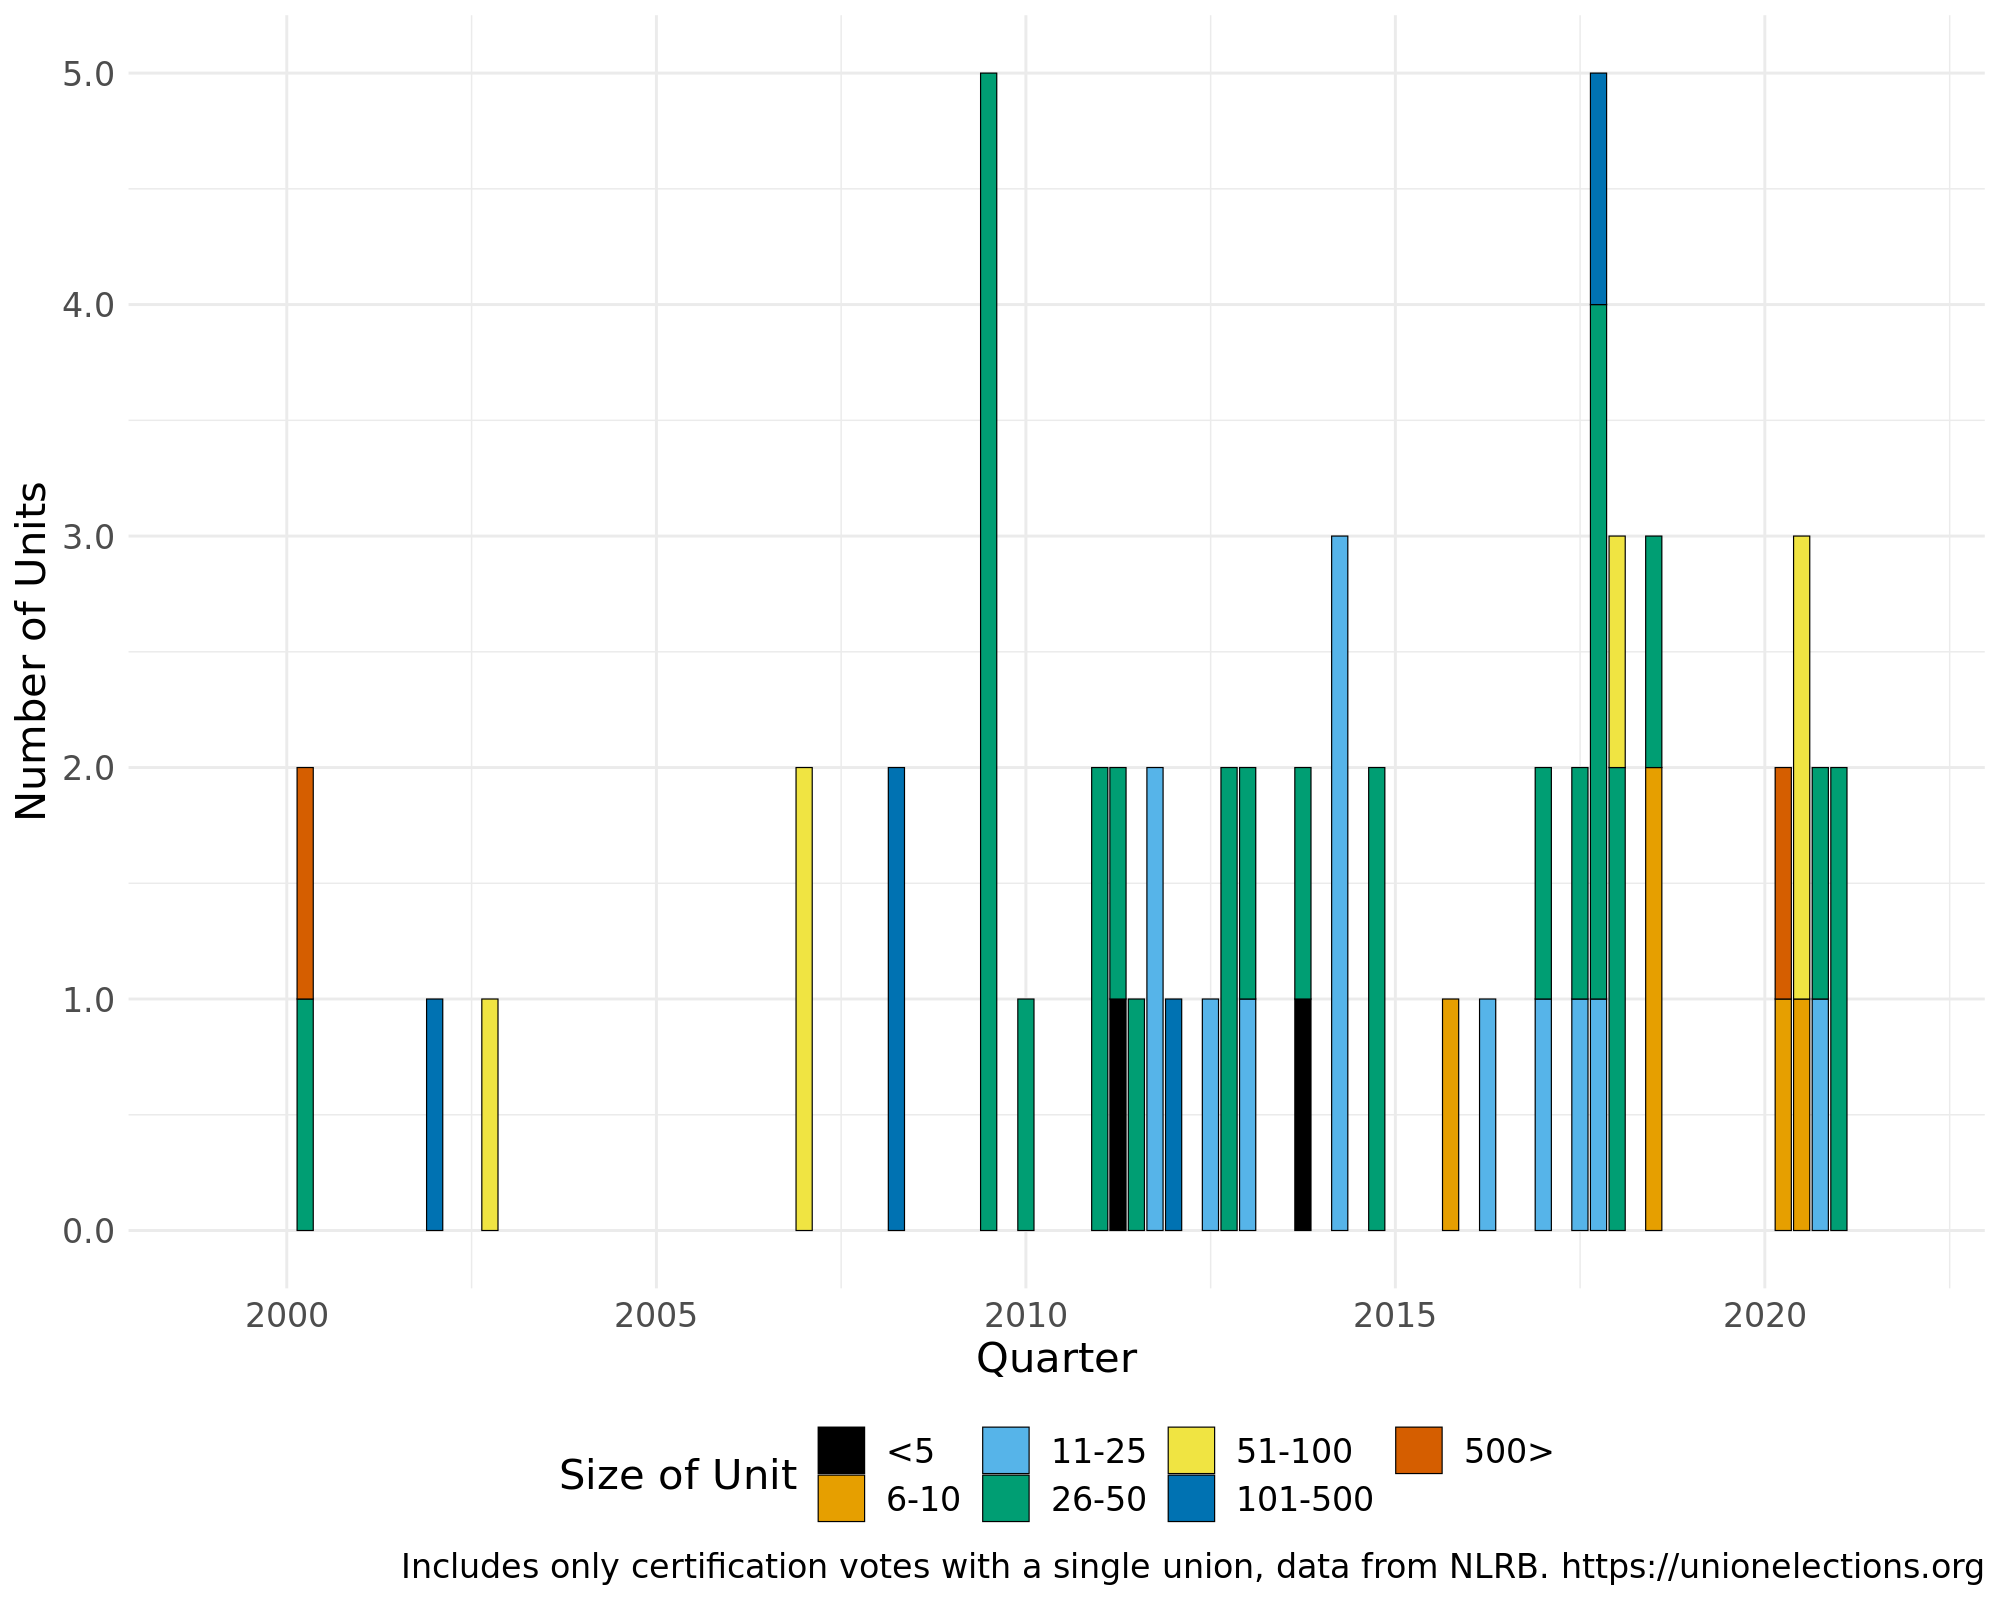 5.0
4.0
3.0
2.0
1.0
0.0
Number of Units
2000 2005 2010 2015 2020
Quarter
Size of Unit
<5 11-25 51-100 500>
6-10 26-50 101-500
Includes only certification votes with a single union, data from NLRB. https://unionelections.org